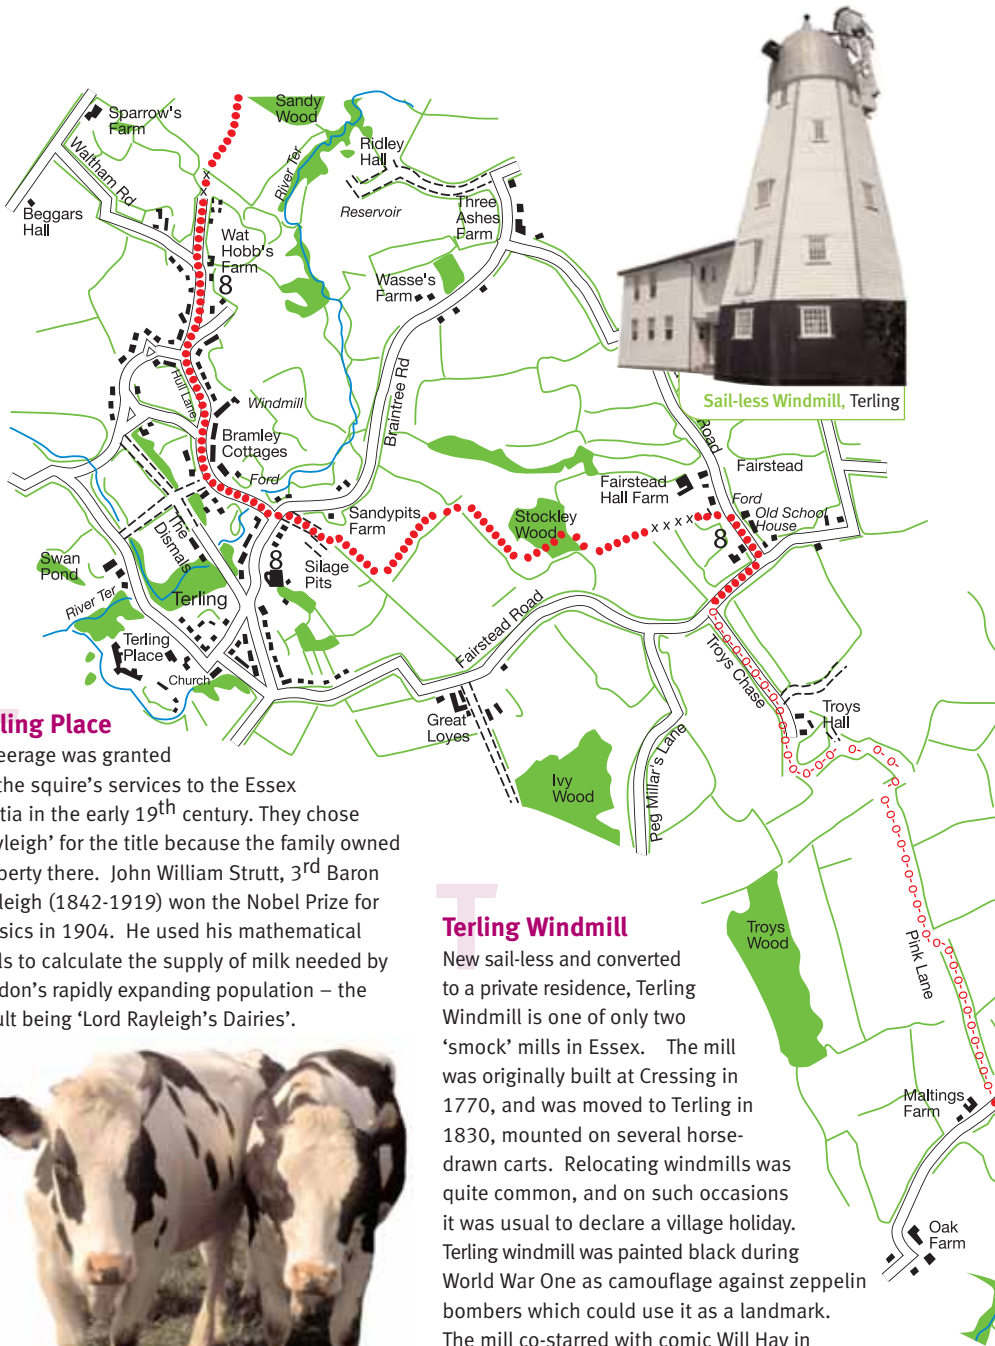 Sandy
Wood
Sparrow's
Farm
Ridley
Hall
River Ter
Waltham Rd
Reservoir
Three
Ashes
Farm
Beggars
Hall
Wat
Hobb's
Farm
8
Wasse's
Farm
Braintree Rd
Hull Lane
Windmill
Bramley
Cottages
Ford
Sail-less Windmill, Terling
Road
Fairstead
Fairstead
Hall Farm
Ford
Old School
House
8
Sandypits
Farm
Stockley
Wood
x x x x
x
x
The
Dismals
8
Silage
Pits
Swan
Pond
River Ter
Terling
Terling
Place
Church
Fairstead Road
Troys Chase
Great
Loyes
Peg Millar's Lane
Troys
Hall
Ivy
Wood
Troys
Wood
Pink Lane
Maltings
Farm
Oak
Farm
ling Place
eerage was granted
the squire's services to the Essex
tia in the early 19th century. They chose
yleigh' for the title because the family owned
perty there. John William Strutt, 3rd Baron
leigh (1842-1919) won the Nobel Prize for
sics in 1904. He used his mathematical
ls to calculate the supply of milk needed by
don's rapidly expanding population – the
ult being 'Lord Rayleigh's Dairies'.
T
Terling Windmill
New sail-less and converted
to a private residence, Terling
Windmill is one of only two
'smock' mills in Essex. The mill
was originally built at Cressing in
1770, and was moved to Terling in
1830, mounted on several horse-
drawn carts. Relocating windmills was
quite common, and on such occasions
it was usual to declare a village holiday.
Terling windmill was painted black during
World War One as camouflage against zeppelin
bombers which could use it as a landmark.
The mill co-starred with comic Will Hay in